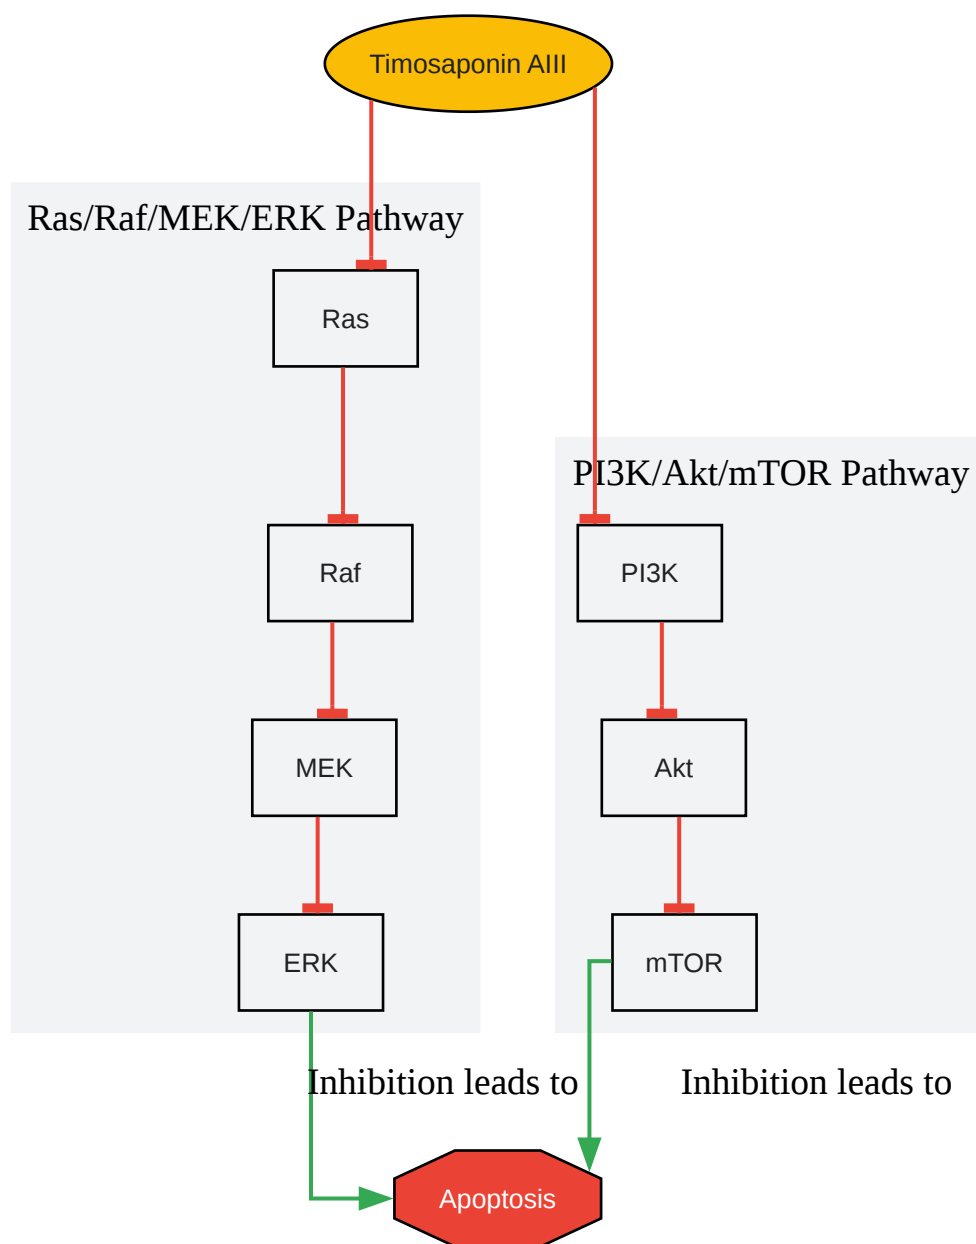 Timosaponin AIII
Ras/Raf/MEK/ERK Pathway
Ras
PI3K/Akt/mTOR Pathway
Raf
PI3K
MEK
Akt
ERK
mTOR
Inhibition leads to
Inhibition leads to
Apoptosis